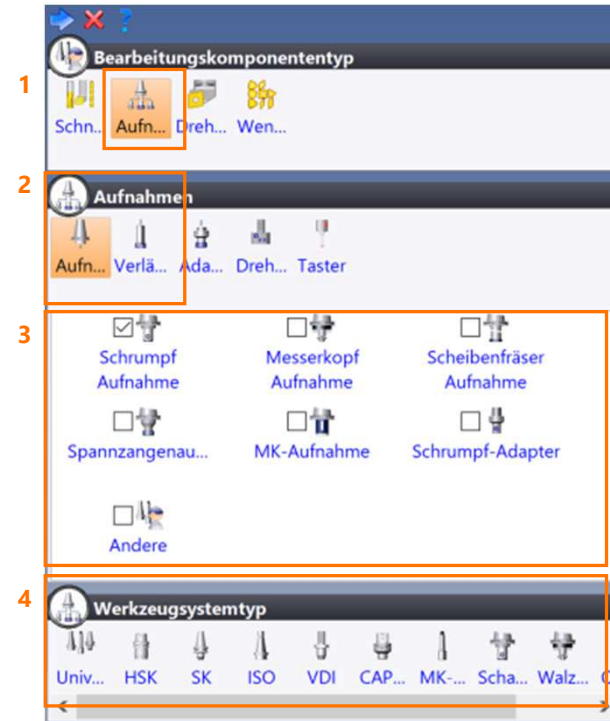 ?
Bearbeitungskomponententyp
1
Schn... Aufn... Dreh... Wen...
2
Aufnahmen
Aufn... Verlä... Ada... Dreh... Taster
3
Schrumpf Messerkopf Scheibenfräser
Aufnahme Aufnahme Aufnahme
Spannzangenau... MK-Aufnahme Schrumpf-Adapter
Andere
4
Werkzeugsystemtyp
Univ... HSK SK ISO VDI CAP... MK-... Scha... Walz...